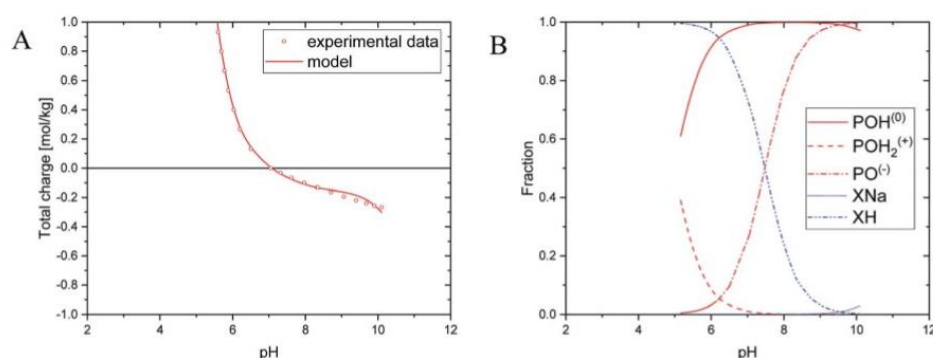 A
1.0
0.8
0.6
0.4
0.2
0.0
-0.2
-0.4
-0.6
-0.8
-1.0
Total charge [mol/kg]
experimental data
model
2 4 6 8 10 12
pH
B
1.0
0.8
0.6
0.4
0.2
0.0
Fraction
POH(0)
POH2(+)
PO(-)
XNa
XH
2 4 6 8 10 12
pH